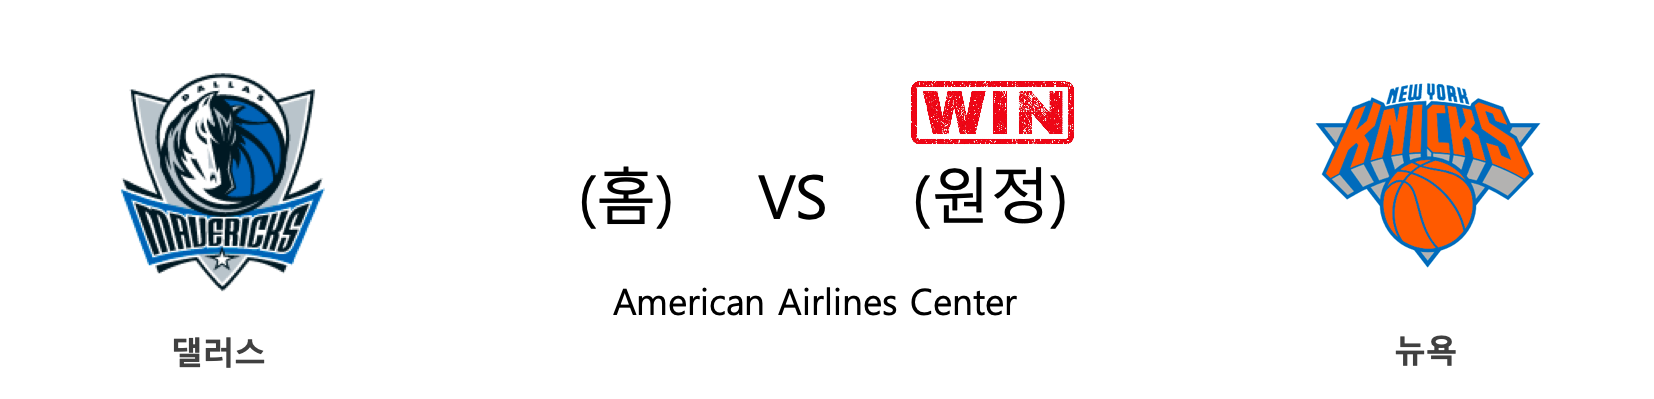 DALLAS
MAVERICKS
댈러스
WIN
(홈) VS (원정)
American Airlines Center
NEW YORK
KNICKS
뉴욕